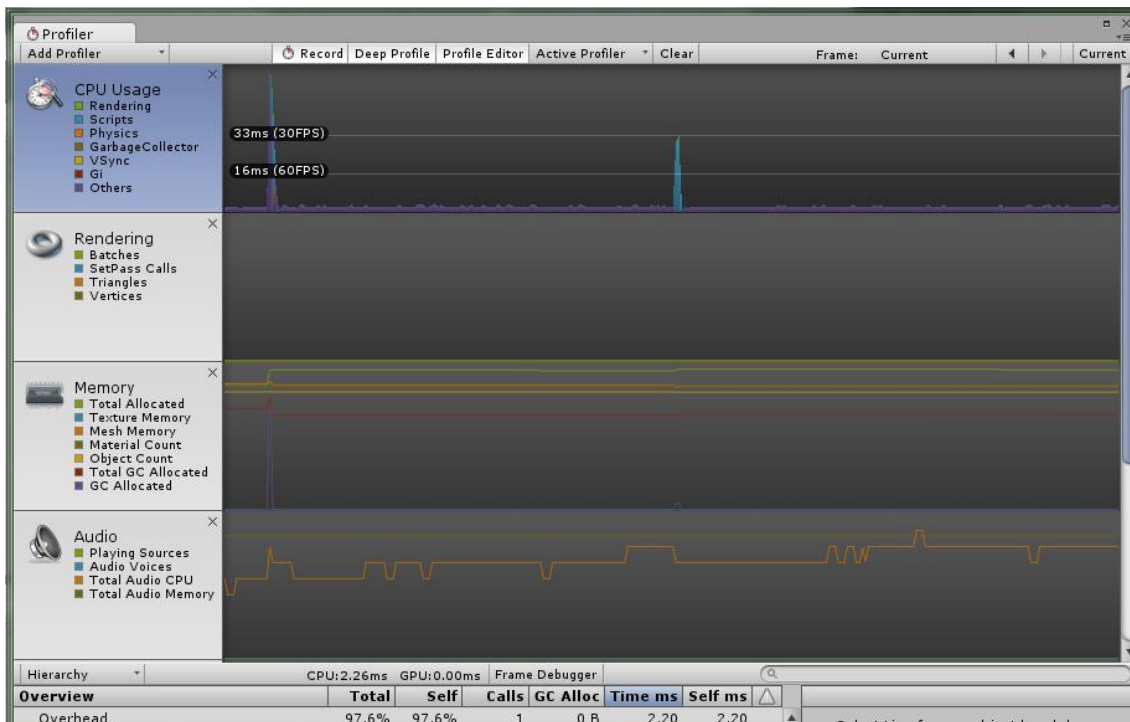 Profiler
Add Profiler Record Deep Profile Profile Editor Active Profiler Clear Frame: Current Current
CPU Usage
Rendering
Scripts
Physics
GarbageCollector
VSync
Gi
Others
33ms (30FPS)
16ms (60FPS)
Rendering
Batches
SetPass Calls
Triangles
Vertices
Memory
Total Allocated
Texture Memory
Mesh Memory
Material Count
Object Count
Total GC Allocated
GC Allocated
Audio
Playing Sources
Audio Voices
Total Audio CPU
Total Audio Memory
Hierarchy CPU:2.26ms GPU:0.00ms Frame Debugger
Overview Total Self Calls GC Alloc Time ms Self ms
Overhead 97.6% 97.6% 1 0 B 2.20 2.20